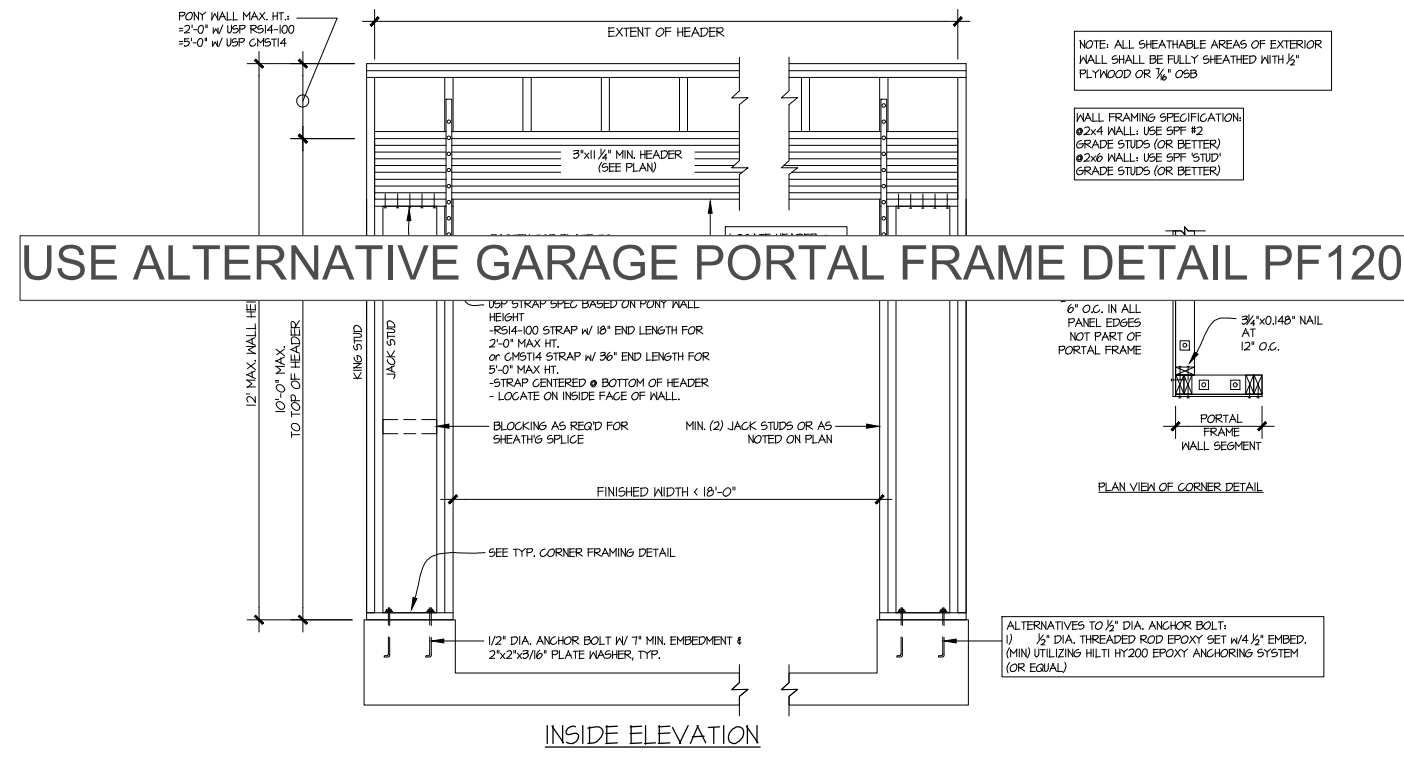 PONY WALL MAX. HT.:
=2'-0" W/ USP RS14-100
=5'-0" W/ USP CMST14
EXTENT OF HEADER
NOTE: ALL SHEATHABLE AREAS OF EXTERIOR
WALL SHALL BE FULLY SHEATHED WITH ½"
PLYWOOD OR 7/16" OSB
WALL FRAMING SPECIFICATION:
@2x4 WALL: USE SPF #2
GRADE STUDS (OR BETTER)
@2x6 WALL: USE SPF 'STUD'
GRADE STUDS (OR BETTER)
3"x11 ¼" MIN. HEADER
(SEE PLAN)
USE ALTERNATIVE GARAGE PORTAL FRAME DETAIL PF120
12' MAX. WALL
10'-0" MAX.
TO TOP OF HEADER
KING STUD
JACK STUD
USP STRAP SPEC BASED ON PONY WALL
HEIGHT
-RS14-100 STRAP w/ 18" END LENGTH FOR
2'-0" MAX HT.
or CMST14 STRAP w/ 36" END LENGTH FOR
5'-0" MAX HT.
-STRAP CENTERED @ BOTTOM OF HEADER
- LOCATE ON INSIDE FACE OF WALL.
6" O.C. IN ALL
PANEL EDGES
NOT PART OF
PORTAL FRAME
3¼"x0.148" NAIL
AT
12" O.C.
BLOCKING AS REQ'D FOR
SHEATH'G SPLICE
MIN. (2) JACK STUDS OR AS
NOTED ON PLAN
PORTAL
FRAME
WALL SEGMENT
PLAN VIEW OF CORNER DETAIL
FINISHED WIDTH < 18'-0"
SEE TYP. CORNER FRAMING DETAIL
1/2" DIA. ANCHOR BOLT W/ 7" MIN. EMBEDMENT &
2"x2"x3/16" PLATE WASHER, TYP.
ALTERNATIVES TO ½" DIA. ANCHOR BOLT:
1) ½" DIA. THREADED ROD EPOXY SET w/4 ½" EMBED.
(MIN) UTILIZING HILTI HY200 EPOXY ANCHORING SYSTEM
(OR EQUAL)
INSIDE ELEVATION